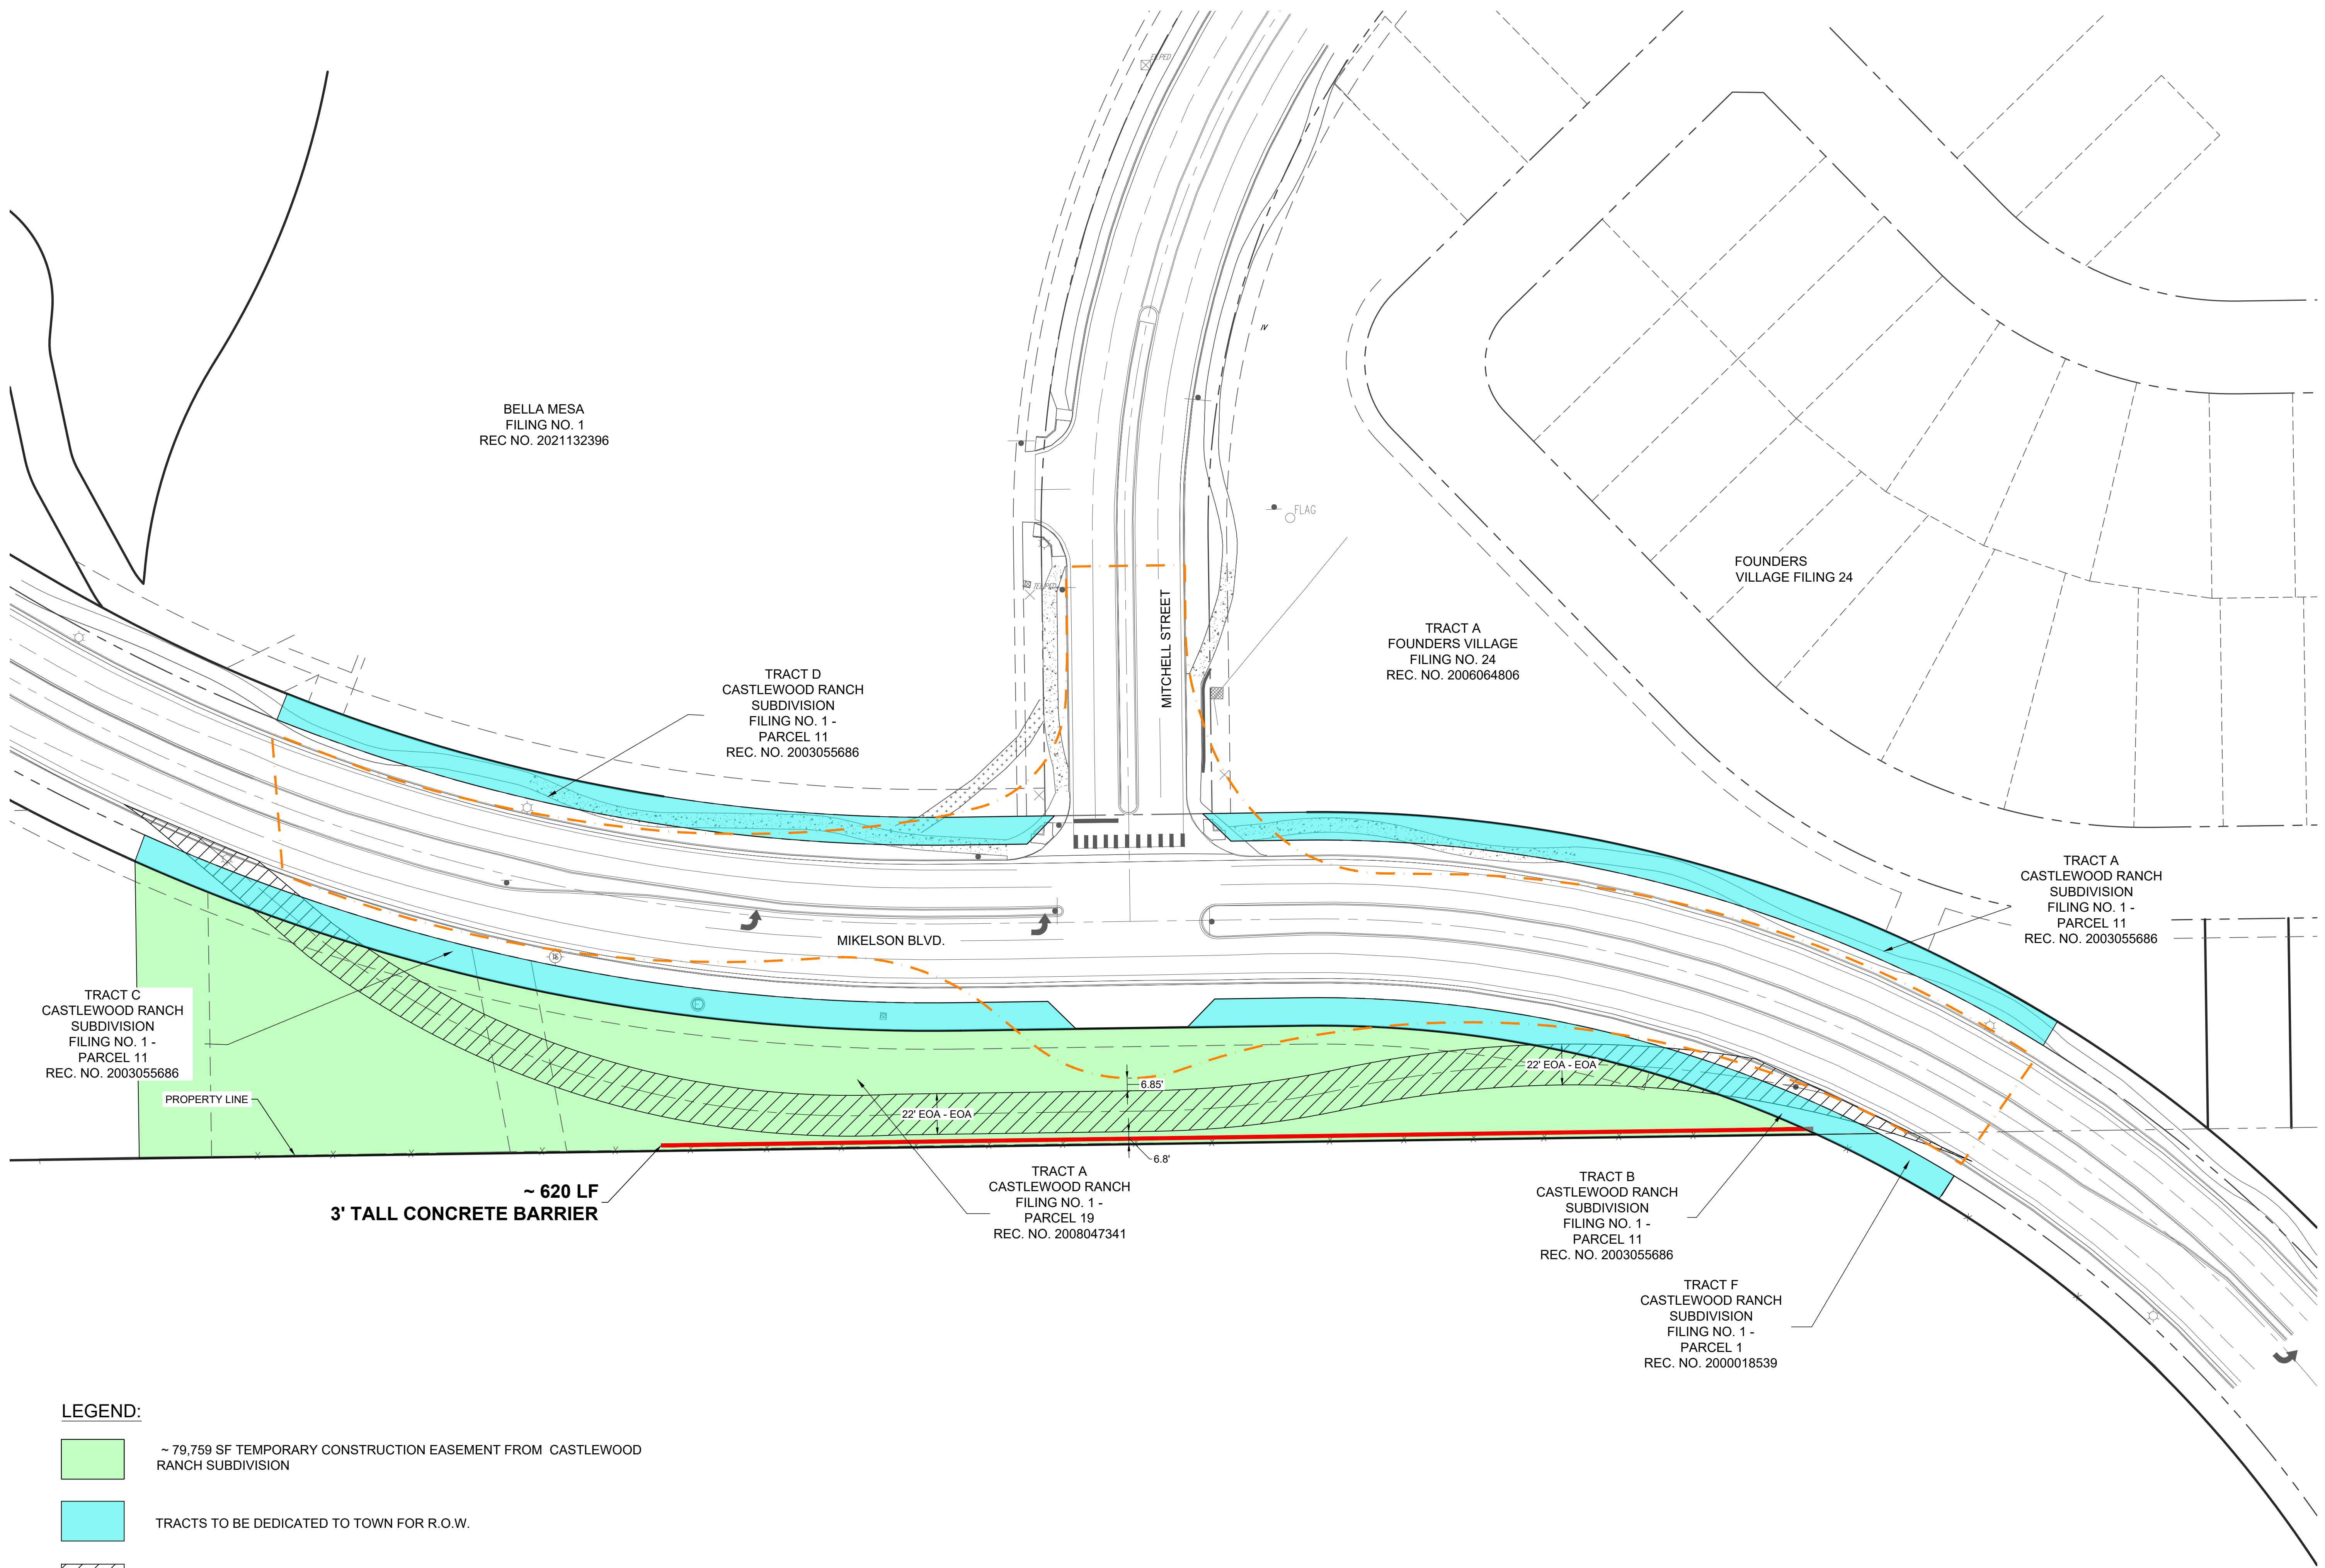 BELLA MESA
FILING NO. 1
REC NO. 2021132396
FLAG
FOUNDERS
VILLAGE FILING 24
MITCHELL STREET
TRACT A
FOUNDERS VILLAGE
FILING NO. 24
REC. NO. 2006064806
TRACT D
CASTLEWOOD RANCH
SUBDIVISION
FILING NO. 1 -
PARCEL 11
REC. NO. 2003055686
TRACT A
CASTLEWOOD RANCH
SUBDIVISION
FILING NO. 1 -
PARCEL 11
REC. NO. 2003055686
MIKELSON BLVD.
TRACT C
CASTLEWOOD RANCH
SUBDIVISION
FILING NO. 1 -
PARCEL 11
REC. NO. 2003055686
PROPERTY LINE
6.85'
22' EOA - EOA
22' EOA - EOA
6.8'
~ 620 LF
3' TALL CONCRETE BARRIER
TRACT A
CASTLEWOOD RANCH
FILING NO. 1 -
PARCEL 19
REC. NO. 2008047341
TRACT B
CASTLEWOOD RANCH
SUBDIVISION
FILING NO. 1 -
PARCEL 11
REC. NO. 2003055686
TRACT F
CASTLEWOOD RANCH
SUBDIVISION
FILING NO. 1 -
PARCEL 1
REC. NO. 2000018539
LEGEND:
~ 79,759 SF TEMPORARY CONSTRUCTION EASEMENT FROM CASTLEWOOD
RANCH SUBDIVISION
TRACTS TO BE DEDICATED TO TOWN FOR R.O.W.